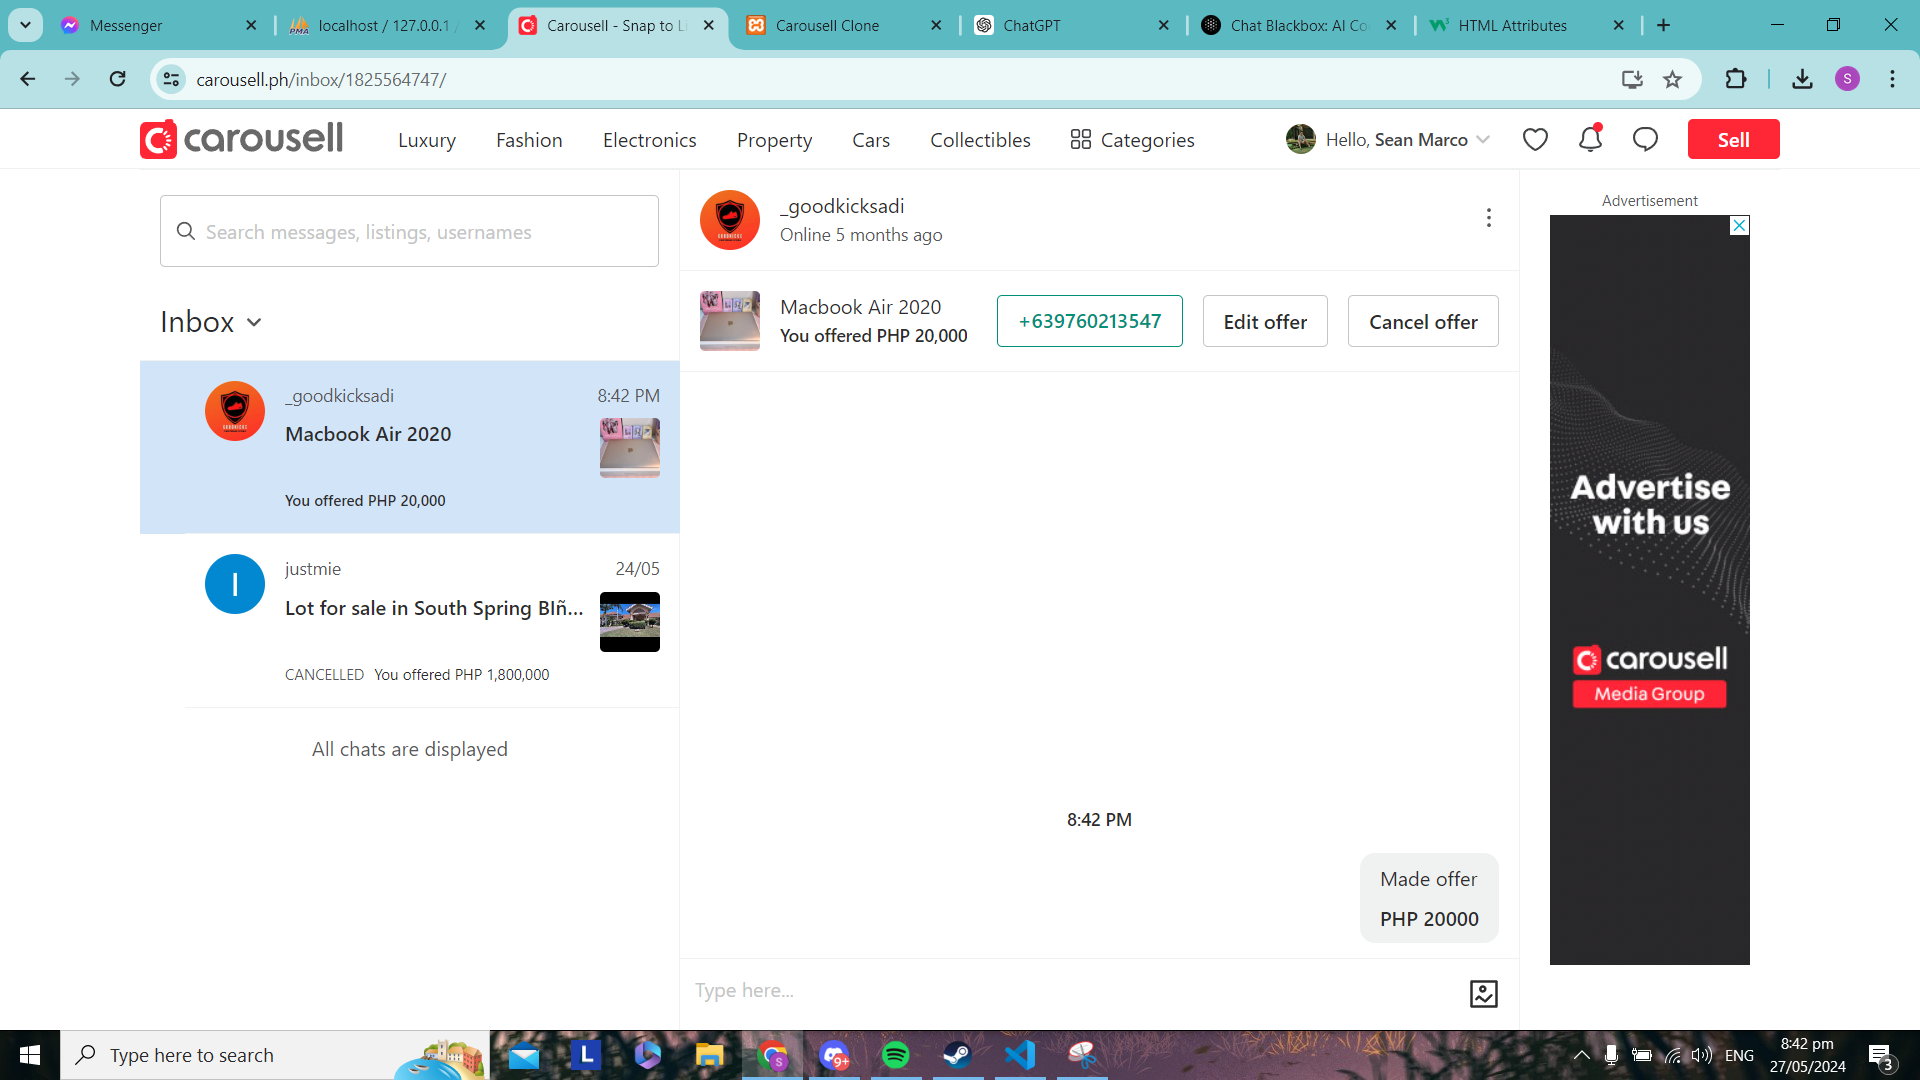 Messenger
localhost / 127.0.0.1 /
Carousell - Snap to Li
Carousell Clone
ChatGPT
Chat Blackbox: AI Co
HTML Attributes
carousell.ph/inbox/1825564747/
S
carousell
Luxury
Fashion
Electronics
Property
Cars
Collectibles
Categories
Hello, Sean Marco
Sell
Search messages, listings, usernames
Inbox
_goodkicksadi
8:42 PM
Macbook Air 2020
You offered PHP 20,000
justmie
24/05
Lot for sale in South Spring Blñ...
CANCELLED You offered PHP 1,800,000
All chats are displayed
_goodkicksadi
Online 5 months ago
Macbook Air 2020
You offered PHP 20,000
+639760213547
Edit offer
Cancel offer
8:42 PM
Made offer
PHP 20000
Type here...
Advertisement
Advertise
with us
carousell
Media Group
Type here to search
L
S
9+
ENG
8:42 pm
27/05/2024
3